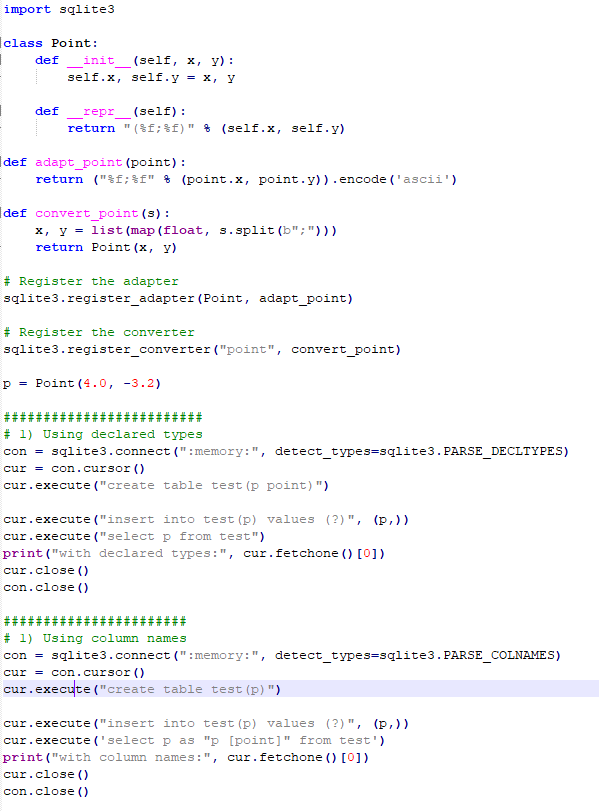 import sqlite3
class Point:
    def __init__(self, x, y):
        self.x, self.y = x, y
    def __repr__(self):
        return "(%f;%f)" % (self.x, self.y)
def adapt_point(point):
    return ("%f;%f" % (point.x, point.y)).encode('ascii')
def convert_point(s):
    x, y = list(map(float, s.split(b";")))
    return Point(x, y)
# Register the adapter
sqlite3.register_adapter(Point, adapt_point)
# Register the converter
sqlite3.register_converter("point", convert_point)
p = Point(4.0, -3.2)
#########################
# 1) Using declared types
con = sqlite3.connect(":memory:", detect_types=sqlite3.PARSE_DECLTYPES)
cur = con.cursor()
cur.execute("create table test(p point)")
cur.execute("insert into test(p) values (?)", (p,))
cur.execute("select p from test")
print("with declared types:", cur.fetchone()[0])
cur.close()
con.close()
#######################
# 1) Using column names
con = sqlite3.connect(":memory:", detect_types=sqlite3.PARSE_COLNAMES)
cur = con.cursor()
cur.execute("create table test(p)")
cur.execute("insert into test(p) values (?)", (p,))
cur.execute('select p as "p [point]" from test')
print("with column names:", cur.fetchone()[0])
cur.close()
con.close()